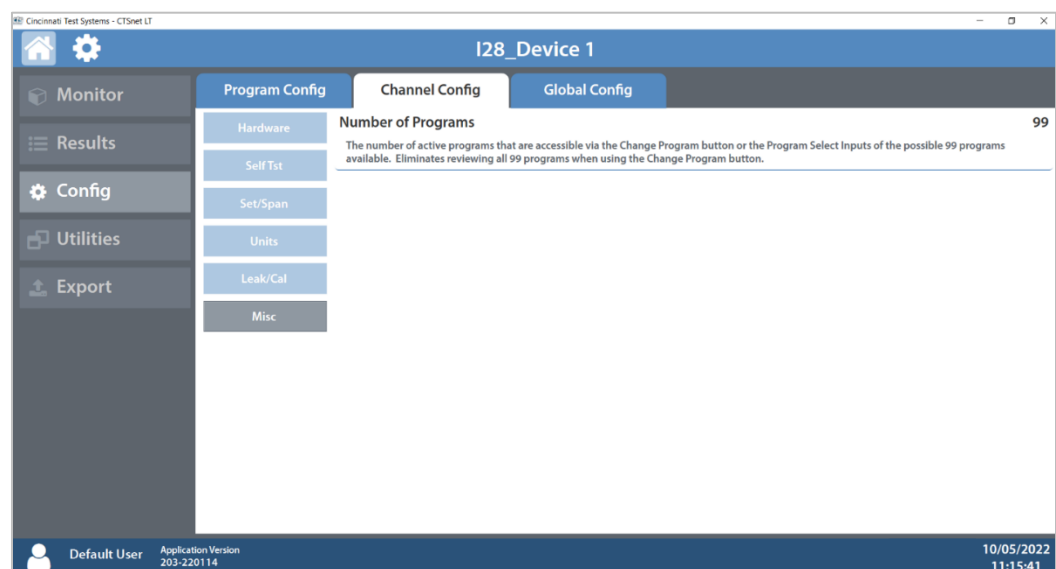 Cincinnati Test Systems - CTSnet LT
I28_Device 1
Monitor
Results
Config
Utilities
Export
Program Config
Channel Config
Global Config
Hardware
Self Tst
Set/Span
Units
Leak/Cal
Misc
Number of Programs
99
The number of active programs that are accessible via the Change Program button or the Program Select Inputs of the possible 99 programs
available. Eliminates reviewing all 99 programs when using the Change Program button.
Default User
Application Version
203-220114
10/05/2022
11:15:41